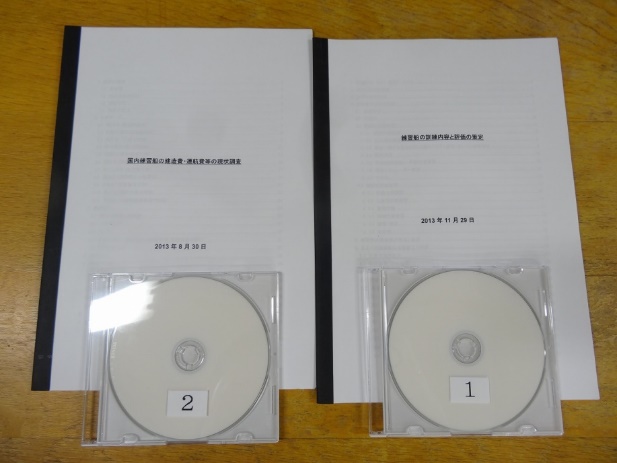 国内練習船の建造費・運航費等の現状調査
2013年8月30日
2
練習船の訓練内容と評価の策定
2013年11月29日
1